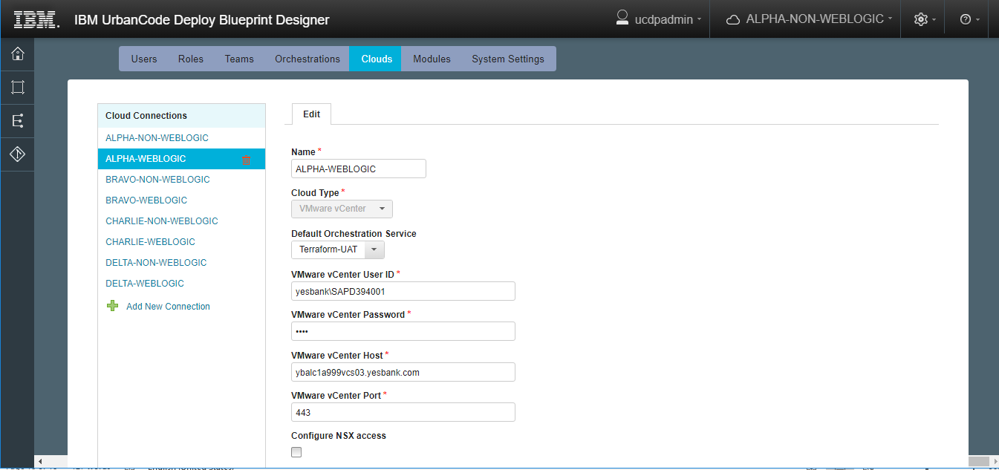 IBM. IBM UrbanCode Deploy Blueprint Designer ucdpadmin ALPHA-NON-WEBLOGIC
Users Roles Teams Orchestrations Clouds Modules System Settings
Cloud Connections
ALPHA-NON-WEBLOGIC
ALPHA-WEBLOGIC
BRAVO-NON-WEBLOGIC
BRAVO-WEBLOGIC
CHARLIE-NON-WEBLOGIC
CHARLIE-WEBLOGIC
DELTA-NON-WEBLOGIC
DELTA-WEBLOGIC
Add New Connection
Edit
Name *
ALPHA-WEBLOGIC
Cloud Type *
VMware vCenter
Default Orchestration Service
Terraform-UAT
VMware vCenter User ID *
yesbank\SAPD394001
VMware vCenter Password *
••••
VMware vCenter Host *
ybalc1a999vcs03.yesbank.com
VMware vCenter Port *
443
Configure NSX access
English (United States)